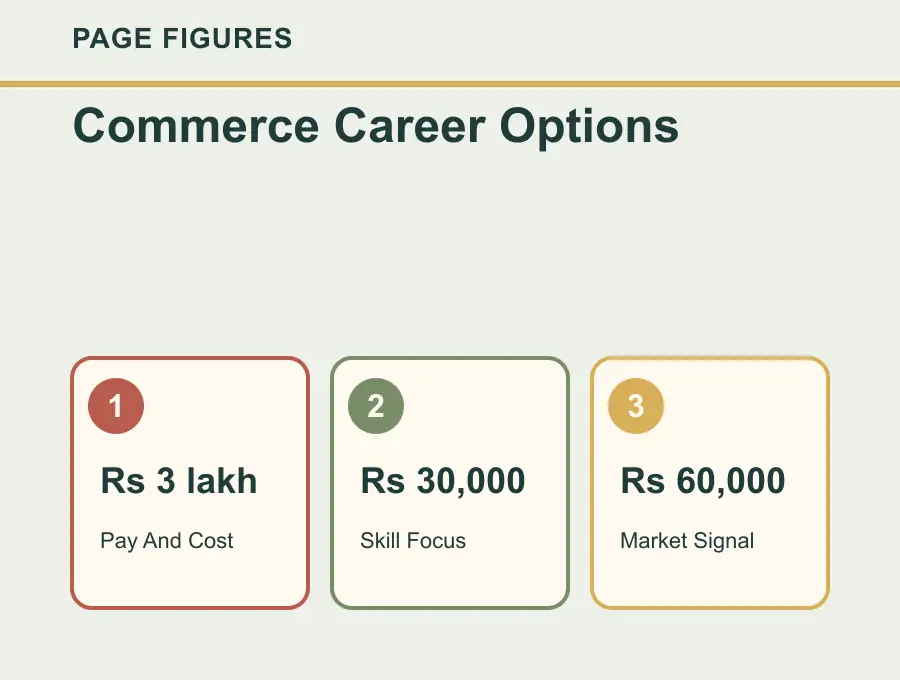 PAGE FIGURES
Commerce Career Options
1
Rs 3 lakh
Pay And Cost
2
Rs 30,000
Skill Focus
3
Rs 60,000
Market Signal